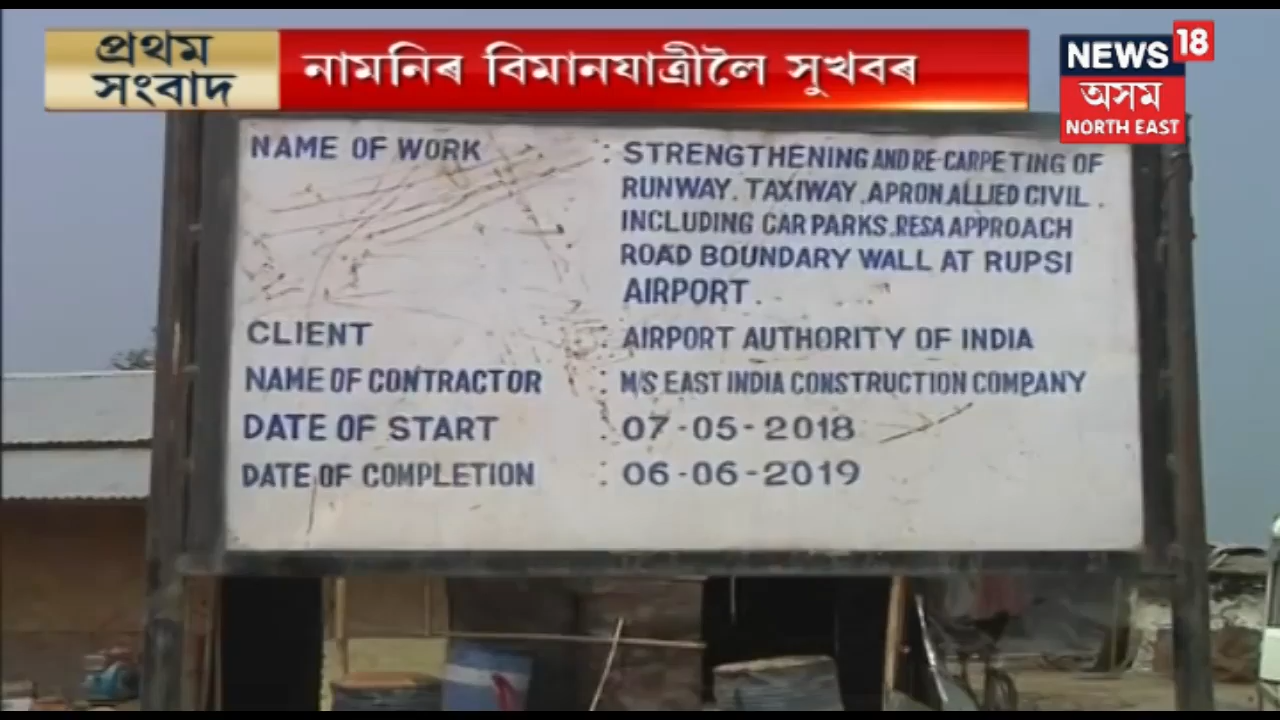 প্ৰথম
সংবাদ
নামনিৰ বিমানযাত্ৰীলৈ সুখবৰ
NEWS 18
অসম
NORTH EAST
NAME OF WORK : STRENGTHENING AND RE-CARPETING OF
RUNWAY. TAXIWAY. APRON ALLIED CIVIL.
INCLUDING CAR PARKS. RESA APPROACH
ROAD BOUNDARY WALL AT RUPSI
AIRPORT.
CLIENT : AIRPORT AUTHORITY OF INDIA
NAME OF CONTRACTOR : M/S EAST INDIA CONSTRUCTION COMPANY
DATE OF START : 07-05-2018
DATE OF COMPLETION : 06-06-2019